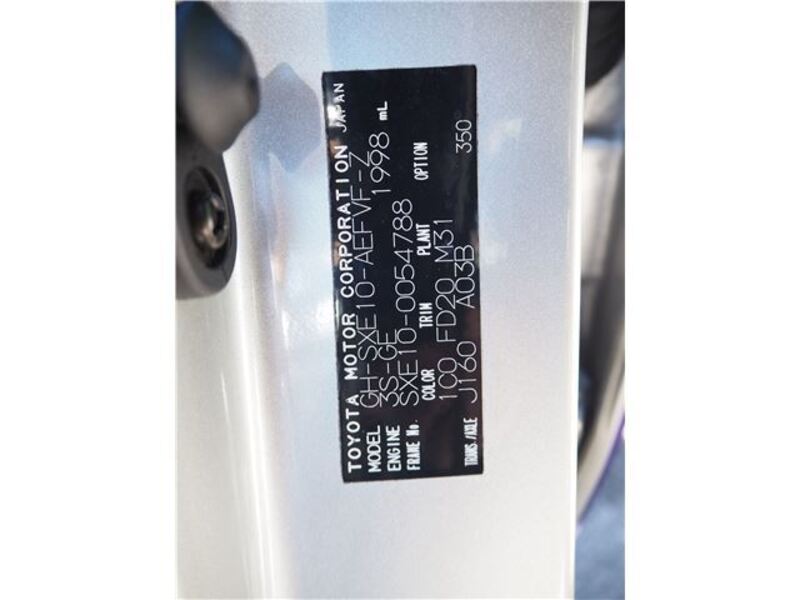 TOYOTA MOTOR CORPORATION JAPAN
MODEL GH-SXE10-AEFVF-Z
ENGINE 3S-GE 1998 mL
FRAME No. SXE10-0054788
COLOR TRIM PLANT OPTION
1C0 FD20 M31
TRANS./AXLE J160 A03B 350